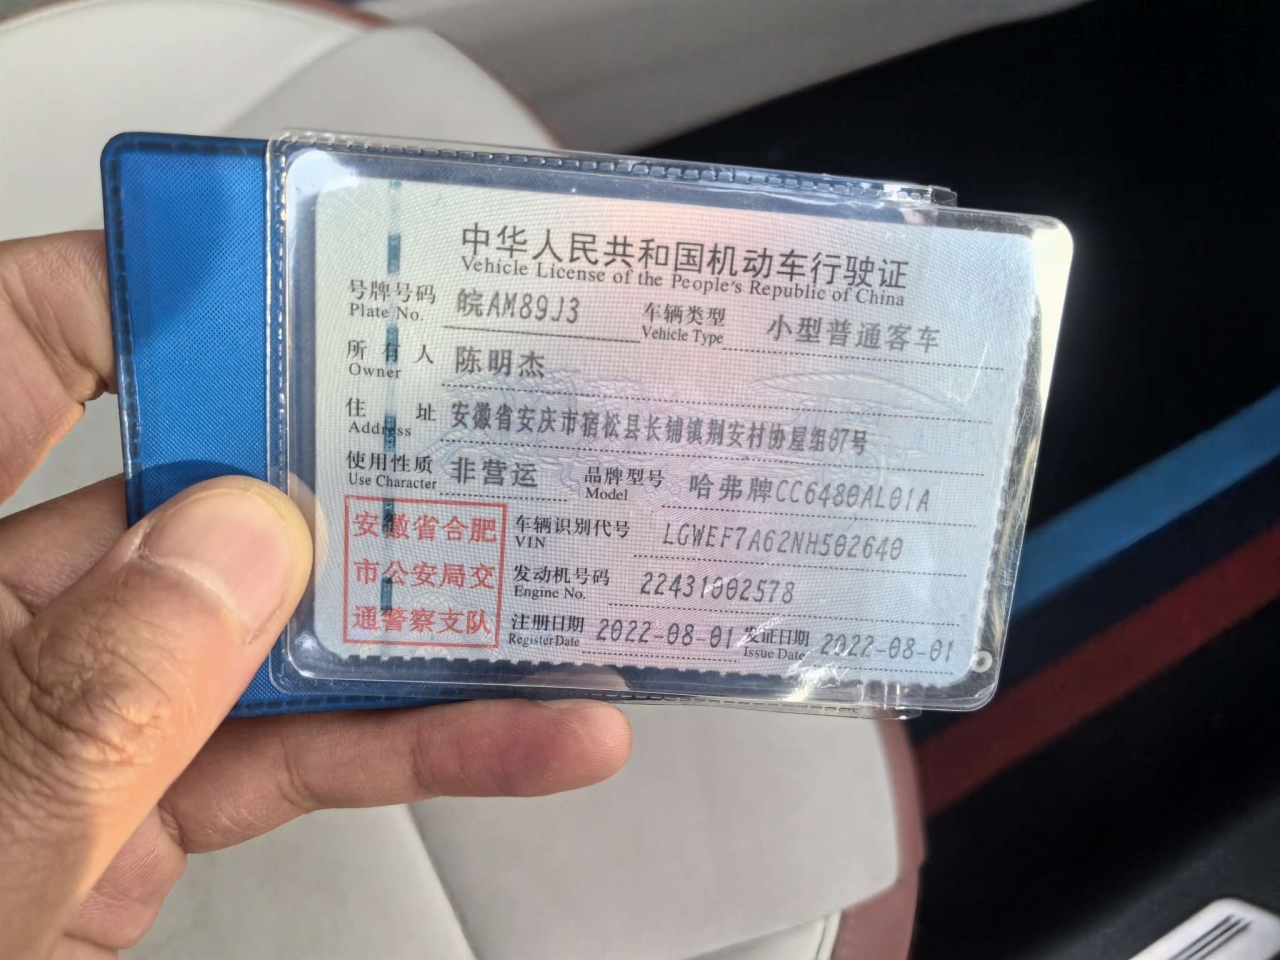 中华人民共和国机动车行驶证
Vehicle License of the People's Republic of China
号牌号码 皖AM89J3 车辆类型 小型普通客车
Plate No. Vehicle Type
所有人 陈明杰
Owner
住址 安徽省安庆市宿松县长铺镇荆安村协屋组07号
Address
使用性质 非营运 品牌型号 哈弗牌CC6480AL01A
Use Character Model
安徽省合肥
市公安局交
通警察支队
车辆识别代号 LGWEF7A62NH502640
VIN
发动机号码 22431002578
Engine No.
注册日期 2022-08-01 发证日期 2022-08-01
Register Date Issue Date